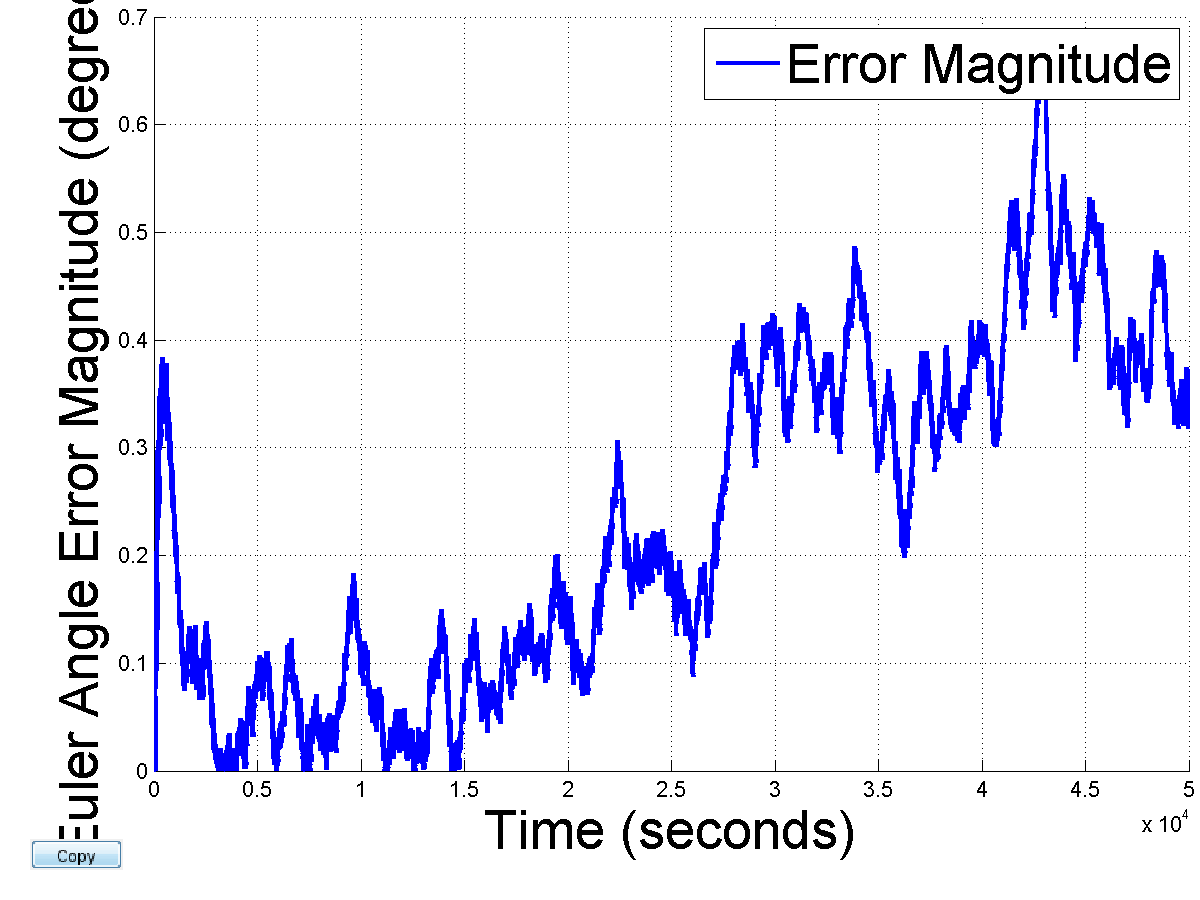 0.7
Error Magnitude
0.6
0.5
0.4
0.3
0.2
0.1
0
Euler Angle Error Magnitude (degree
0 0.5 1 1.5 2 2.5 3 3.5 4 4.5 5
x 10⁴
Time (seconds)
Copy